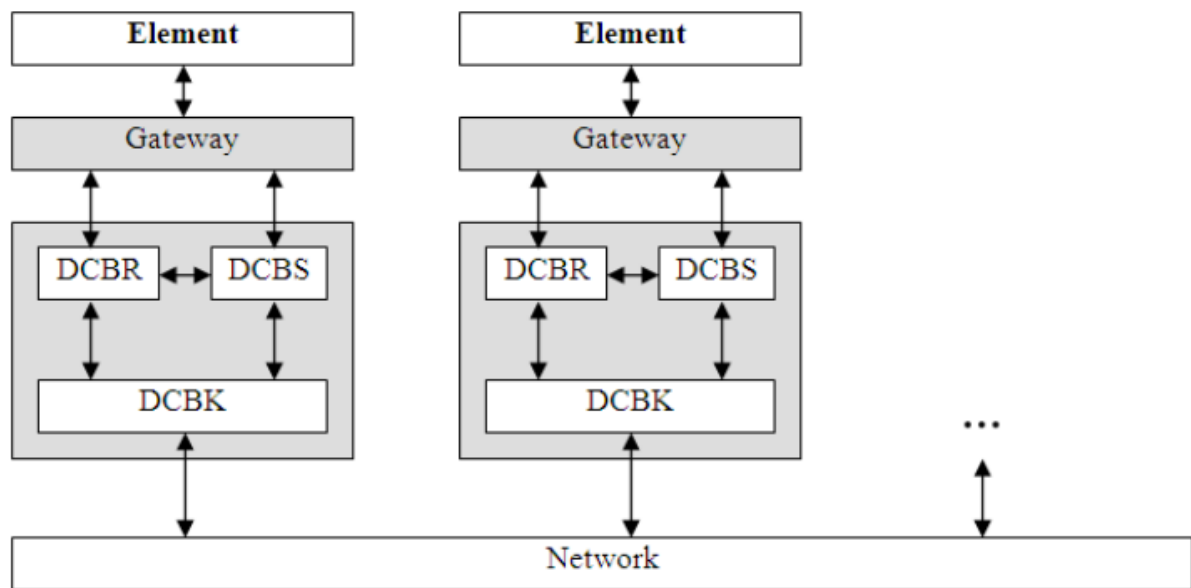 Element
Element
Gateway
Gateway
DCBR
DCBS
DCBR
DCBS
DCBK
DCBK
...
Network